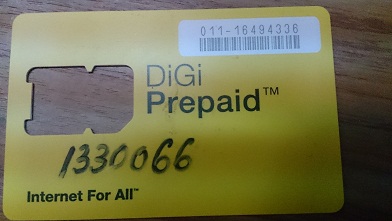 011-16494336
DiGi
Prepaid™
1330066
Internet For All™